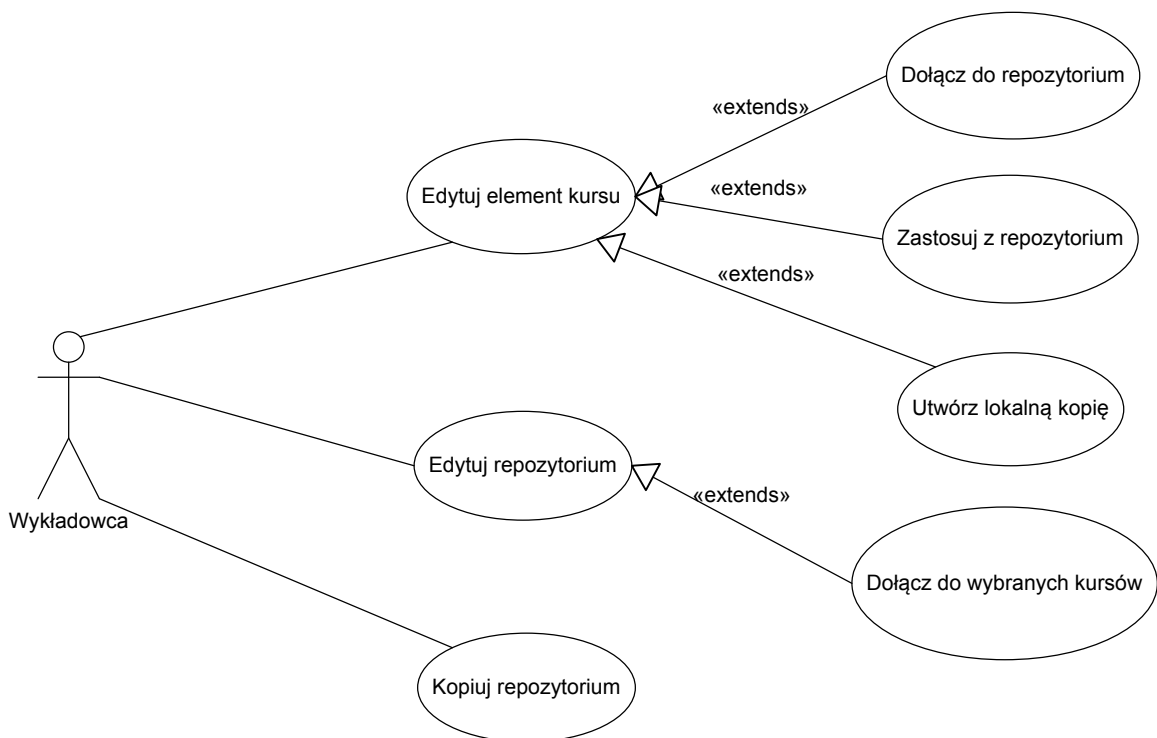 Dołącz do repozytorium
«extends»
Edytuj element kursu
«extends»
Zastosuj z repozytorium
«extends»
Utwórz lokalną kopię
Edytuj repozytorium
«extends»
Wykładowca
Dołącz do wybranych kursów
Kopiuj repozytorium